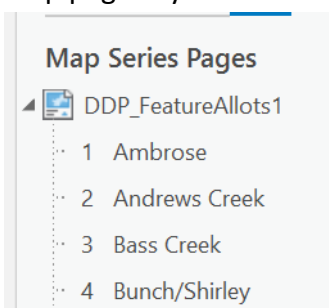 Map Series Pages
DDP_FeatureAllots1
1 Ambrose
2 Andrews Creek
3 Bass Creek
4 Bunch/Shirley